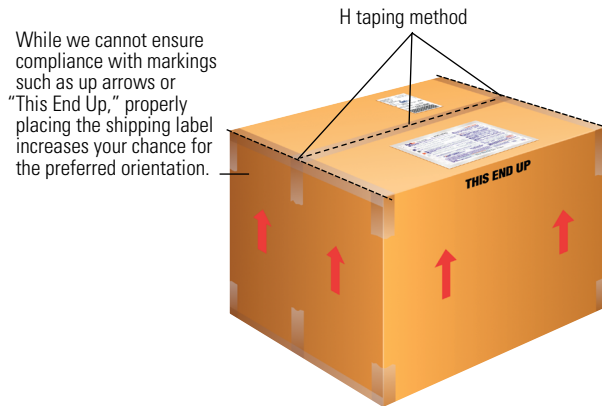 H taping method
While we cannot ensure
compliance with markings
such as up arrows or
“This End Up,” properly
placing the shipping label
increases your chance for
the preferred orientation.
THIS END UP